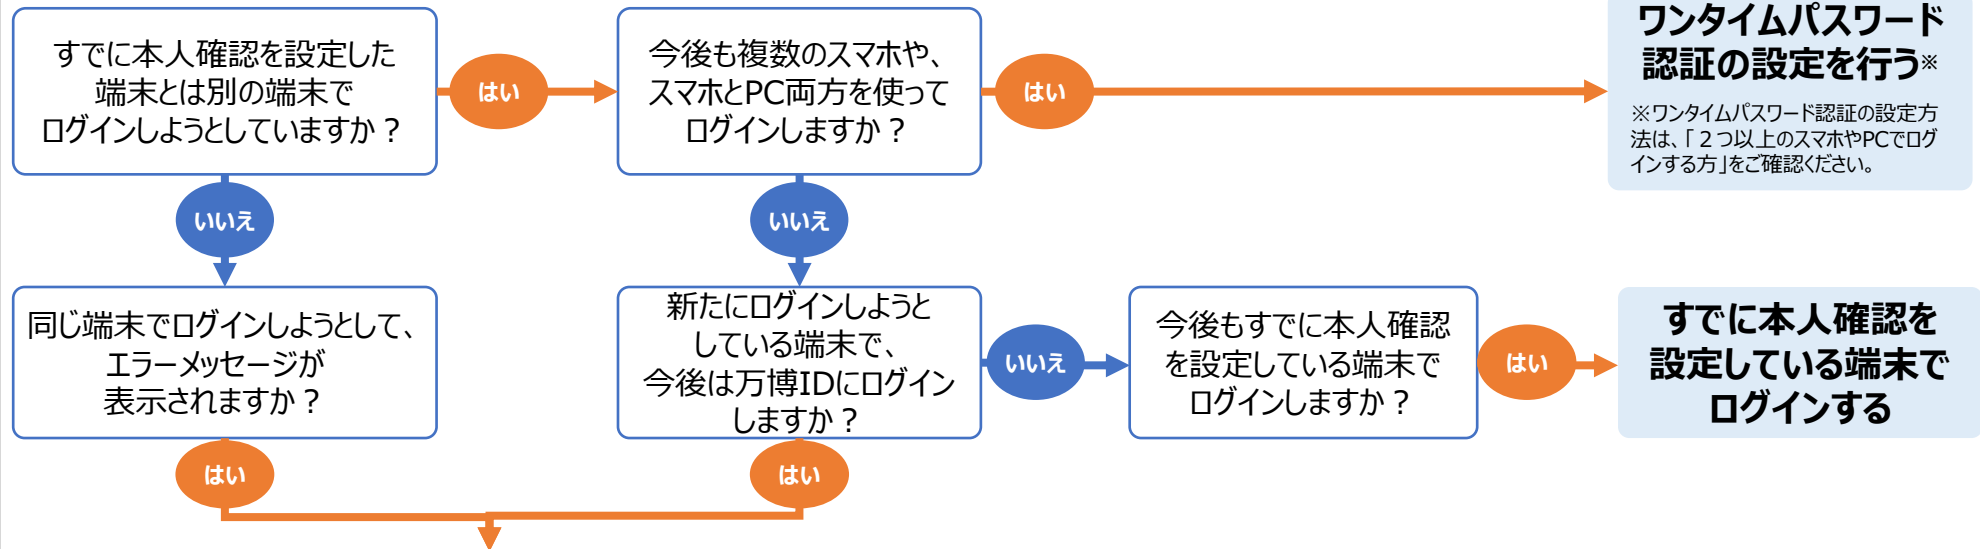 すでに本人確認を設定した
端末とは別の端末で
ログインしようとしていますか？
はい
今後も複数のスマホや、
スマホとPC両方を使って
ログインしますか？
はい
ワンタイムパスワード
認証の設定を行う※
※ワンタイムパスワード認証の設定方
法は、「２つ以上のスマホやPCでログ
インする方」をご確認ください。
いいえ
いいえ
同じ端末でログインしようとして、
エラーメッセージが
表示されますか？
新たにログインしようと
している端末で、
今後は万博IDにログイン
しますか？
いいえ
今後もすでに本人確認
を設定している端末で
ログインしますか？
はい
すでに本人確認を
設定している端末で
ログインする
はい
はい